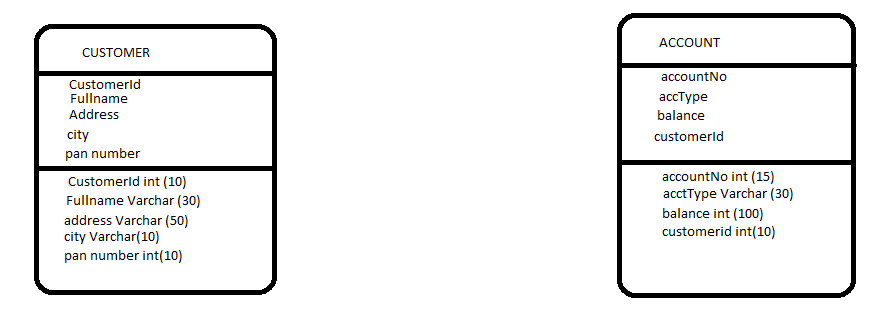 CUSTOMER
CustomerId
Fullname
Address
city
pan number
CustomerId int (10)
Fullname Varchar (30)
address Varchar (50)
city Varchar(10)
pan number int(10)
ACCOUNT
accountNo
accType
balance
customerId
accountNo int (15)
acctType Varchar (30)
balance int (100)
customerid int(10)